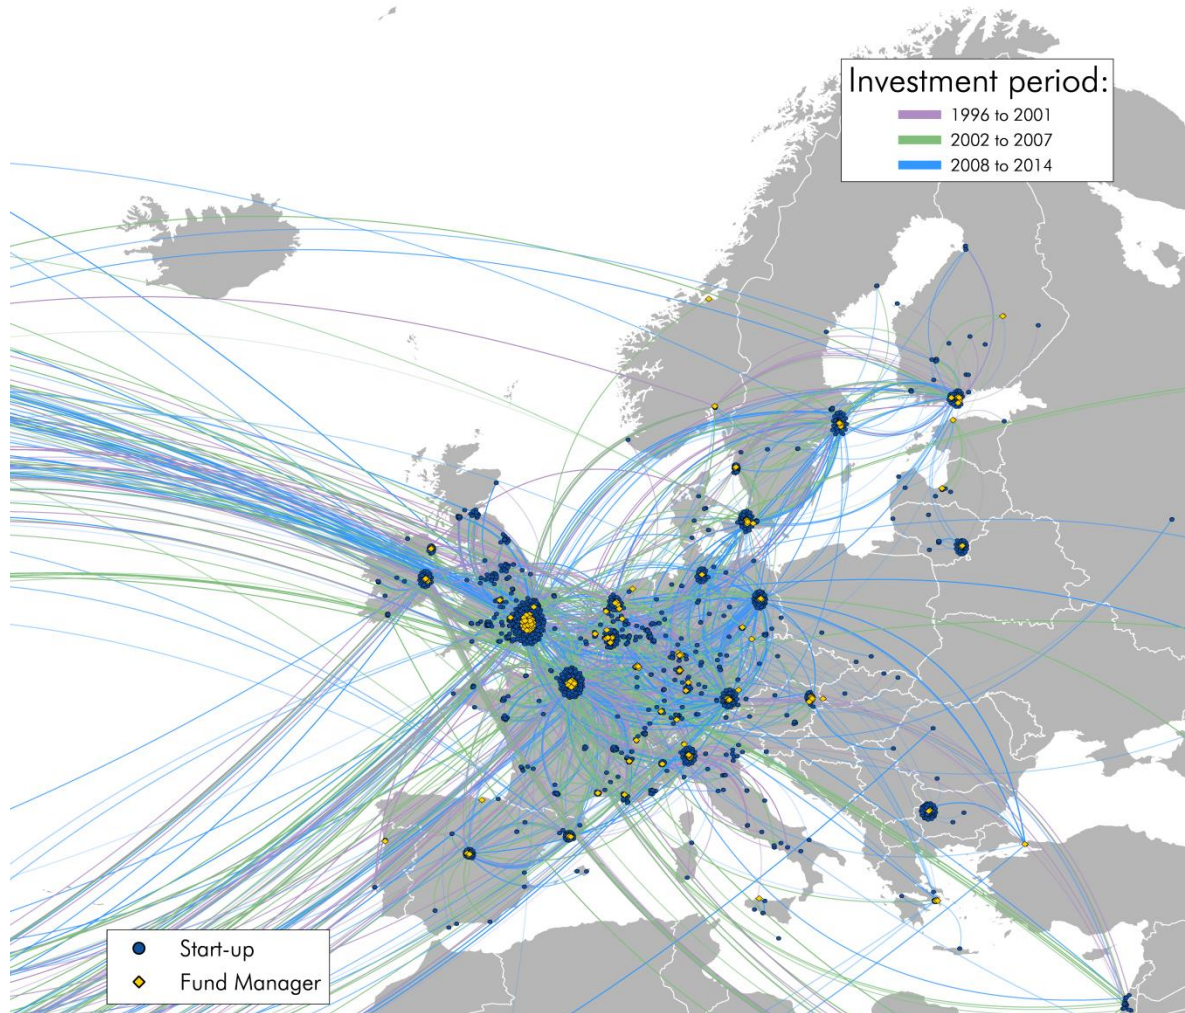 Investment period:
1996 to 2001
2002 to 2007
2008 to 2014
Start-up
Fund Manager